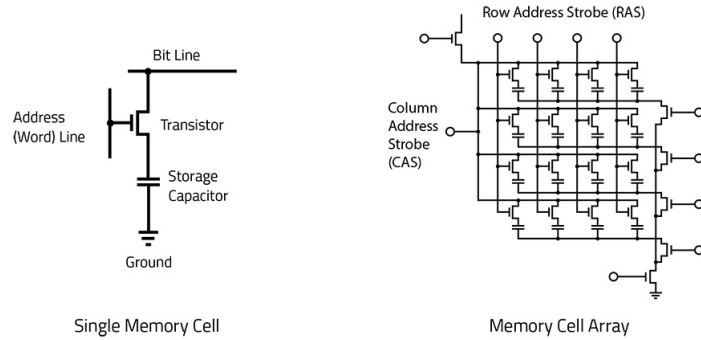 Bit Line
Address
(Word) Line
Transistor
Storage
Capacitor
Ground
Single Memory Cell
Row Address Strobe (RAS)
Column
Address
Strobe
(CAS)
Memory Cell Array